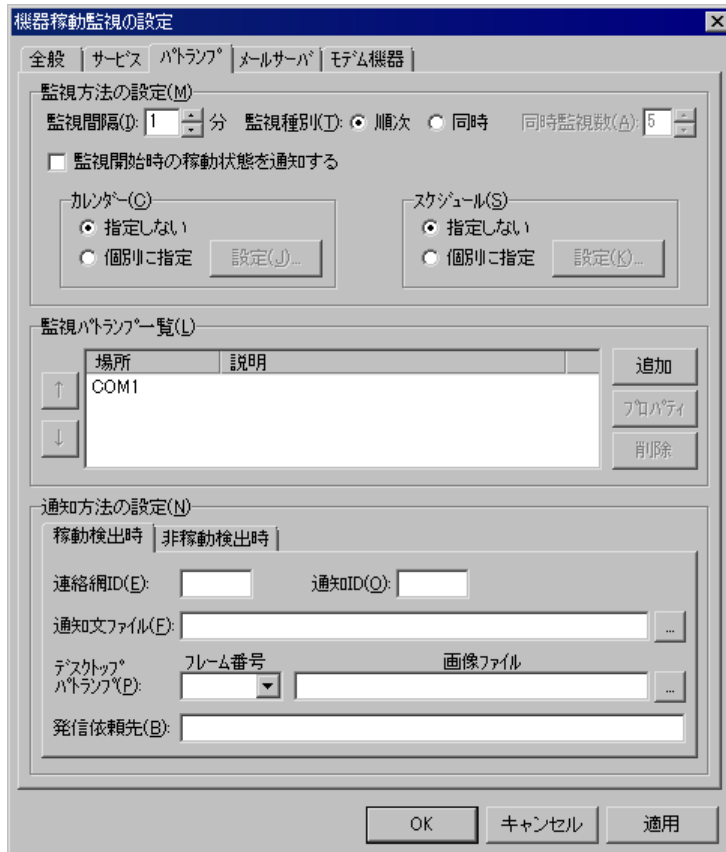 機器稼動監視の設定
全般 サービス パトランプ メールサーバ モデム機器
監視方法の設定(M)
監視間隔(I): 1 分 監視種別(T): 順次 同時 同時監視数(A): 5
監視開始時の稼動状態を通知する
カレンダー(C) スケジュール(S)
指定しない 指定しない
個別に指定 設定(J)... 個別に指定 設定(K)...
監視パトランプ一覧(L)
場所 説明 追加
COM1
↑ プロパティ
↓ 削除
通知方法の設定(N)
稼動検出時 非稼動検出時
連絡網ID(E): 通知ID(O):
通知文ファイル(F): ...
デスクトップ フレーム番号 画像ファイル
パトランプ(P): ...
発信依頼先(B):
OK キャンセル 適用